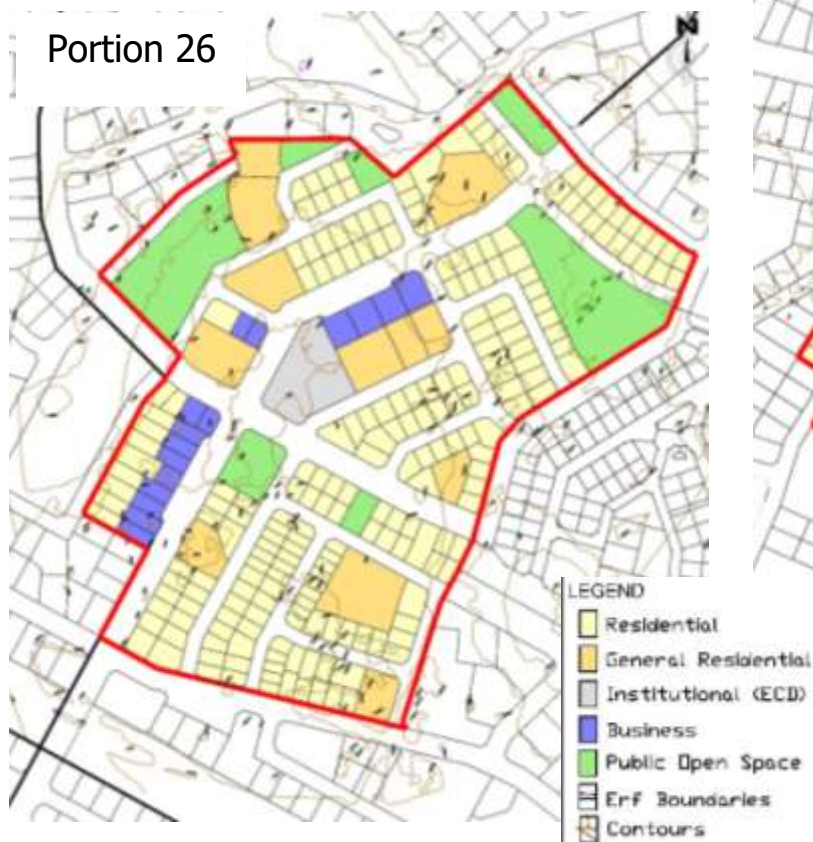 Portion 26
N
LEGEND
Residential
General Residential
Institutional (ECD)
Business
Public Open Space
Erf Boundaries
Contours